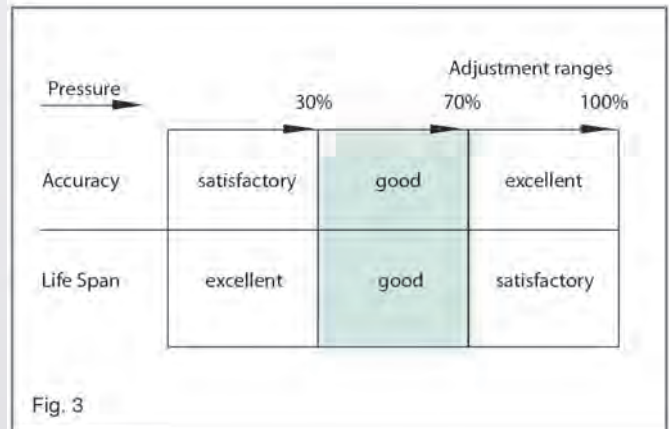 Adjustment ranges
Pressure
30% 70% 100%
Accuracy satisfactory good excellent
Life Span excellent good satisfactory
Fig. 3